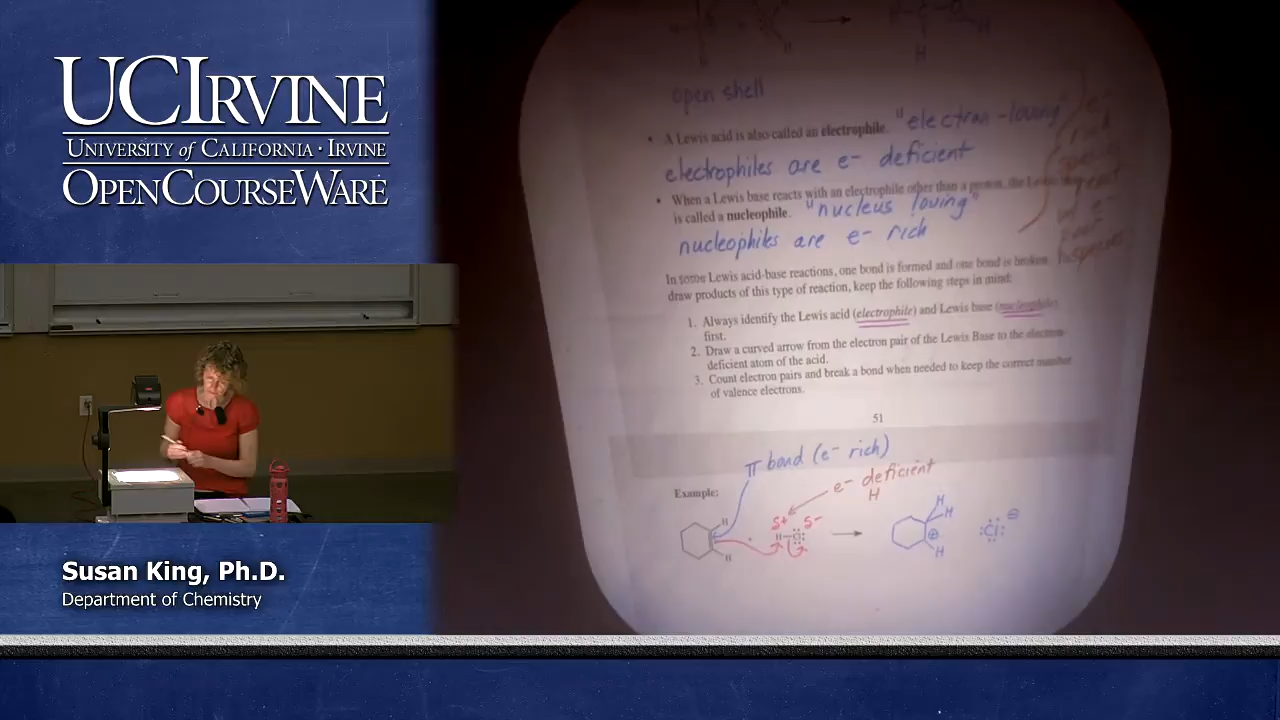 UCIRVINE
UNIVERSITY of CALIFORNIA · IRVINE
OPENCOURSEWARE
Susan King, Ph.D.
Department of Chemistry
H
open shell
• A Lewis acid is also called an electrophile. "electron-loving"
electrophiles are e- deficient
• When a Lewis base reacts with an electrophile other than a proton, the Lewis
is called a nucleophile. "nucleus loving"
nucleophiles are e- rich
In some Lewis acid-base reactions, one bond is formed and one bond is broken.
draw products of this type of reaction, keep the following steps in mind:
1. Always identify the Lewis acid (electrophile) and Lewis base (nucleophile)
first.
2. Draw a curved arrow from the electron pair of the Lewis Base to the electron-
deficient atom of the acid.
3. Count electron pairs and break a bond when needed to keep the correct number
of valence electrons.
51
π bond (e- rich)
e- deficient
Example:
H
H
H
δ+ δ-
H
H
H
⊕
H
Cl ⊖